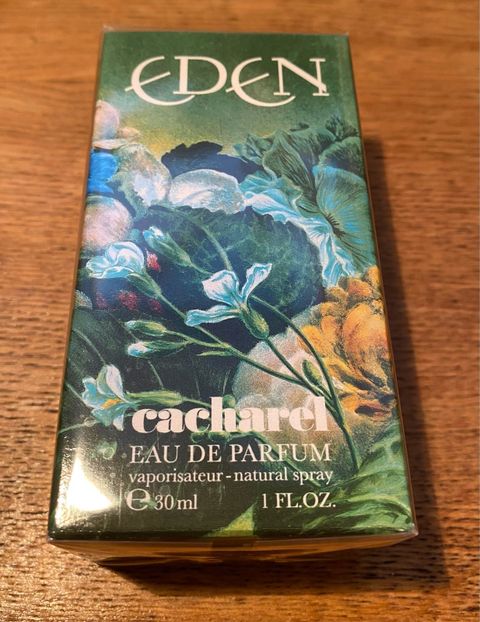 EDEN
cacharel
EAU DE PARFUM
vaporisateur - natural spray
℮ 30 ml 1 FL.OZ.